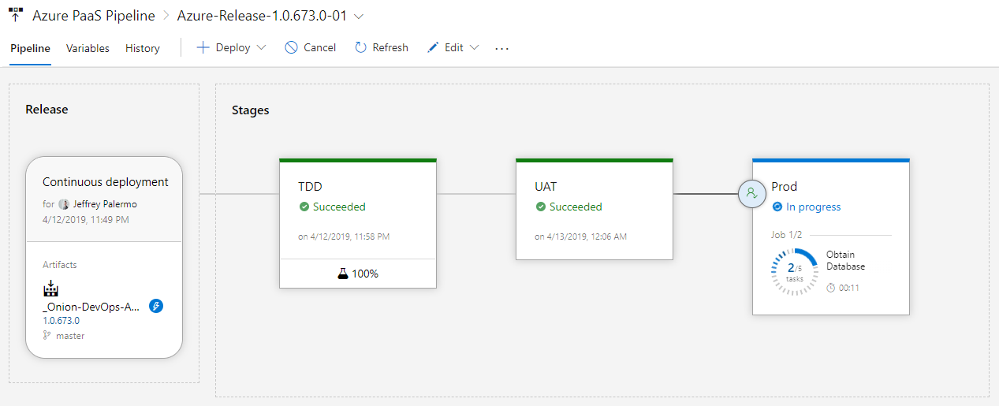 Azure PaaS Pipeline > Azure-Release-1.0.673.0-01
Pipeline Variables History Deploy Cancel Refresh Edit ...
Release
Stages
Continuous deployment
for Jeffrey Palermo
4/12/2019, 11:49 PM
Artifacts
_Onion-DevOps-A...
1.0.673.0
master
TDD
Succeeded
on 4/12/2019, 11:58 PM
100%
UAT
Succeeded
on 4/13/2019, 12:06 AM
Prod
In progress
Job 1/2
2/5
tasks
Obtain
Database
00:11